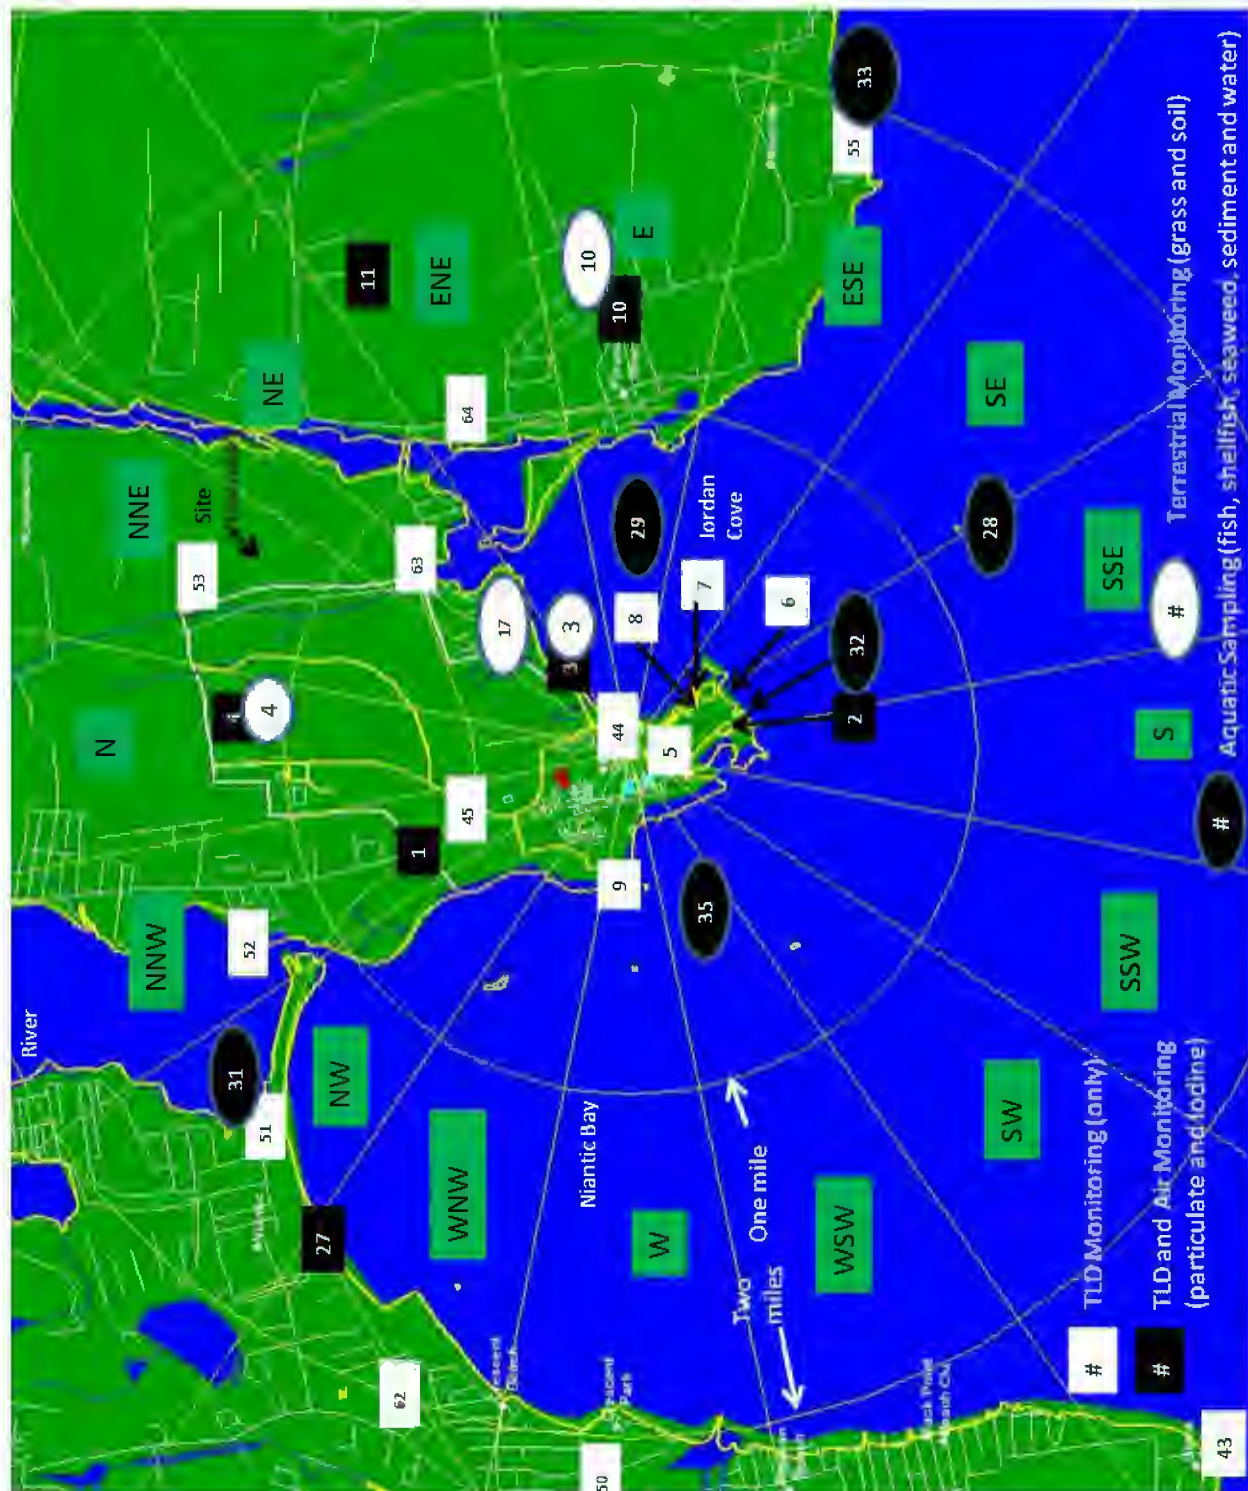 River
NNW
N
NNE
NE
ENE
E
ESE
SE
SSE
S
SSW
SW
WSW
W
WNW
NW
Site
31
51
52
4
53
11
27
1
45
63
64
62
17
3
3
10
10
9
44
8
29
5
7
Jordan
Cove
6
35
2
32
28
55
33
50
43
Niantic Bay
One mile
Two
miles
# TLD Monitoring (only)
# TLD and Air Monitoring
(particulate and Iodine)
# Terrestrial Monitoring (grass and soil)
# Aquatic Sampling (fish, shellfish, seaweed, sediment and water)